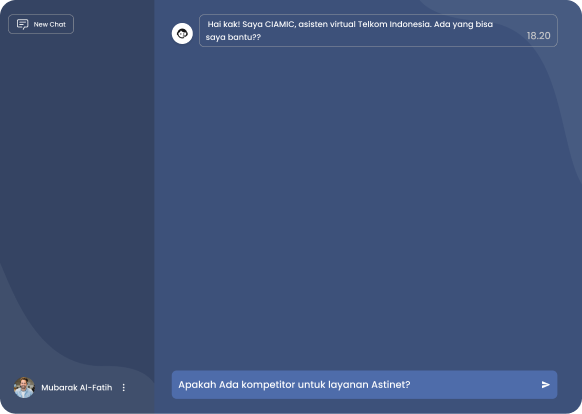 New Chat
Hai kak! Saya CIAMIC, asisten virtual Telkom Indonesia. Ada yang bisa
saya bantu??
18.20
Apakah Ada kompetitor untuk layanan Astinet?
Mubarak Al-Fatih